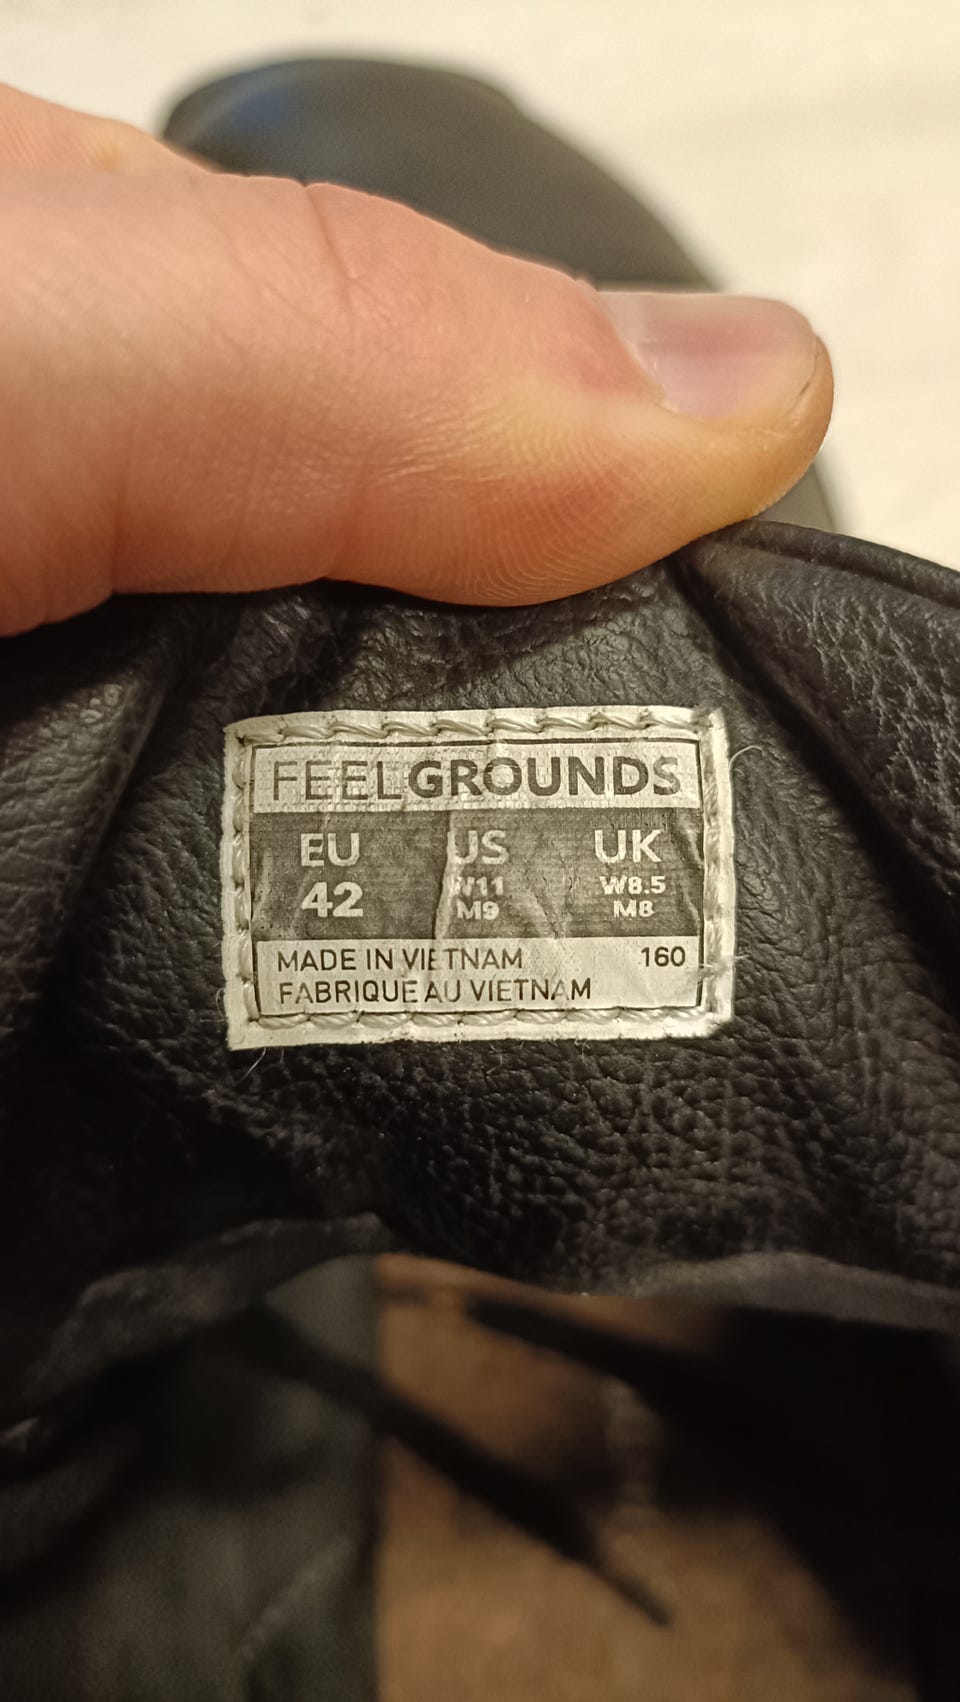 FEELGROUNDS
EU US UK
42 W11 W8.5
M9 M8
MADE IN VIETNAM 160
FABRIQUE AU VIETNAM